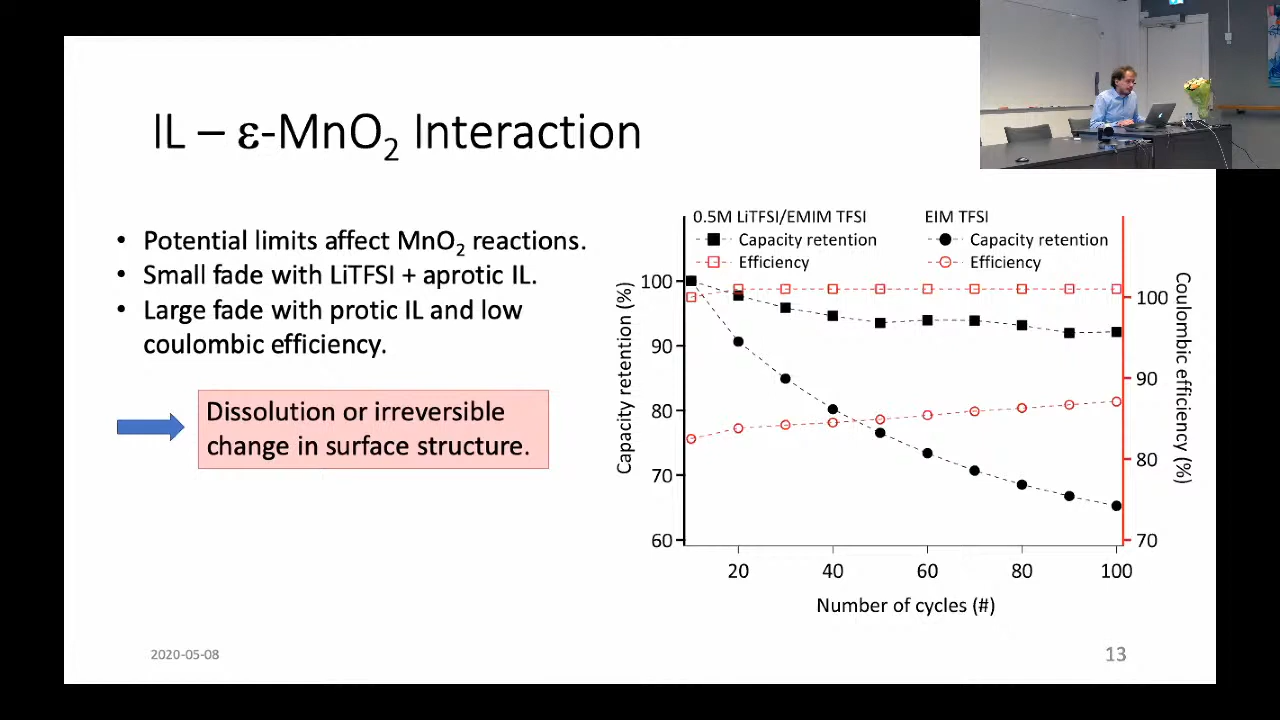 IL – ε-MnO₂ Interaction
• Potential limits affect MnO₂ reactions.
• Small fade with LiTFSI + aprotic IL.
• Large fade with protic IL and low
coulombic efficiency.
Dissolution or irreversible
change in surface structure.
0.5M LiTFSI/EMIM TFSI
Capacity retention
Efficiency
EIM TFSI
Capacity retention
Efficiency
Capacity retention (%)
100
90
80
70
60
Coulombic efficiency (%)
100
90
80
70
20 40 60 80 100
Number of cycles (#)
2020-05-08
13